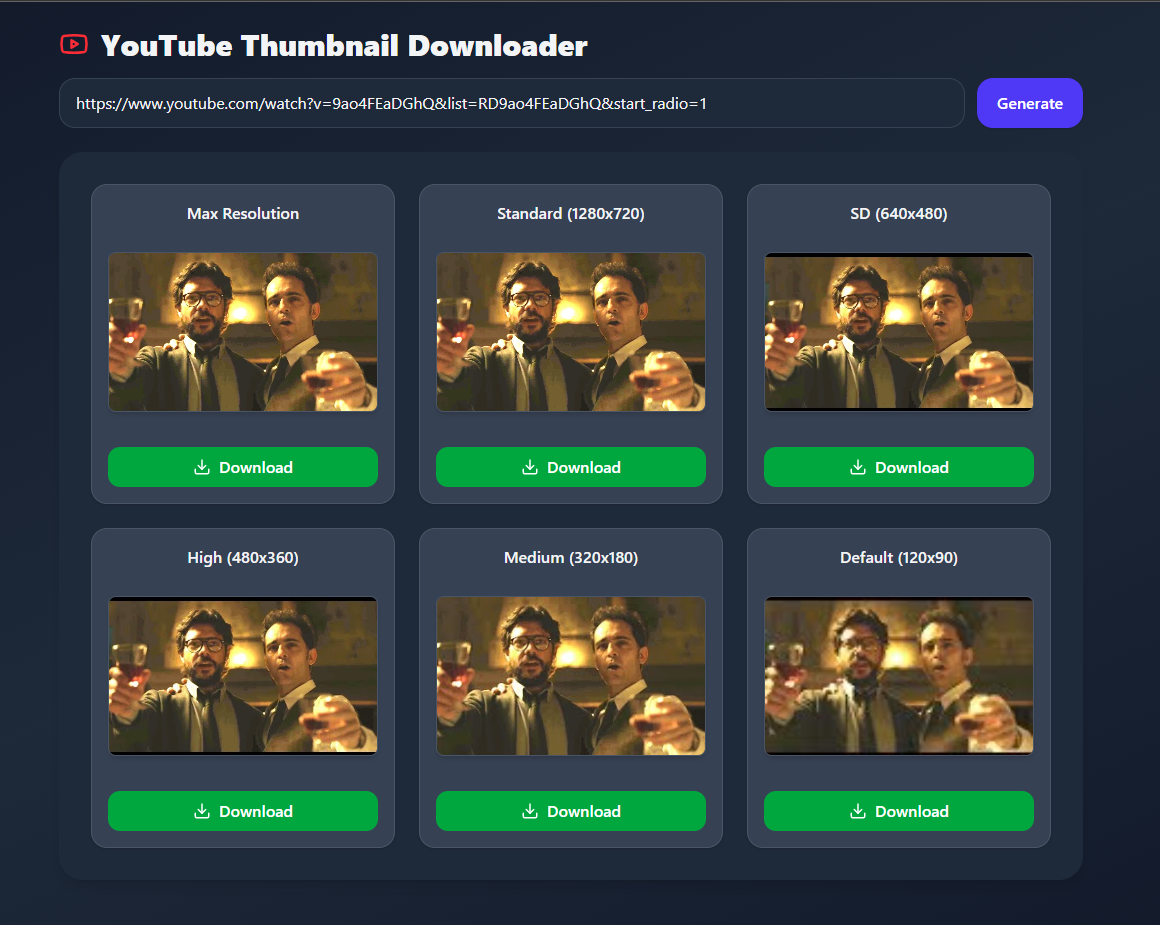 YouTube Thumbnail Downloader
https://www.youtube.com/watch?v=9ao4FEaDGhQ&list=RD9ao4FEaDGhQ&start_radio=1
Generate
Max Resolution
Standard (1280x720)
SD (640x480)
Download
Download
Download
High (480x360)
Medium (320x180)
Default (120x90)
Download
Download
Download